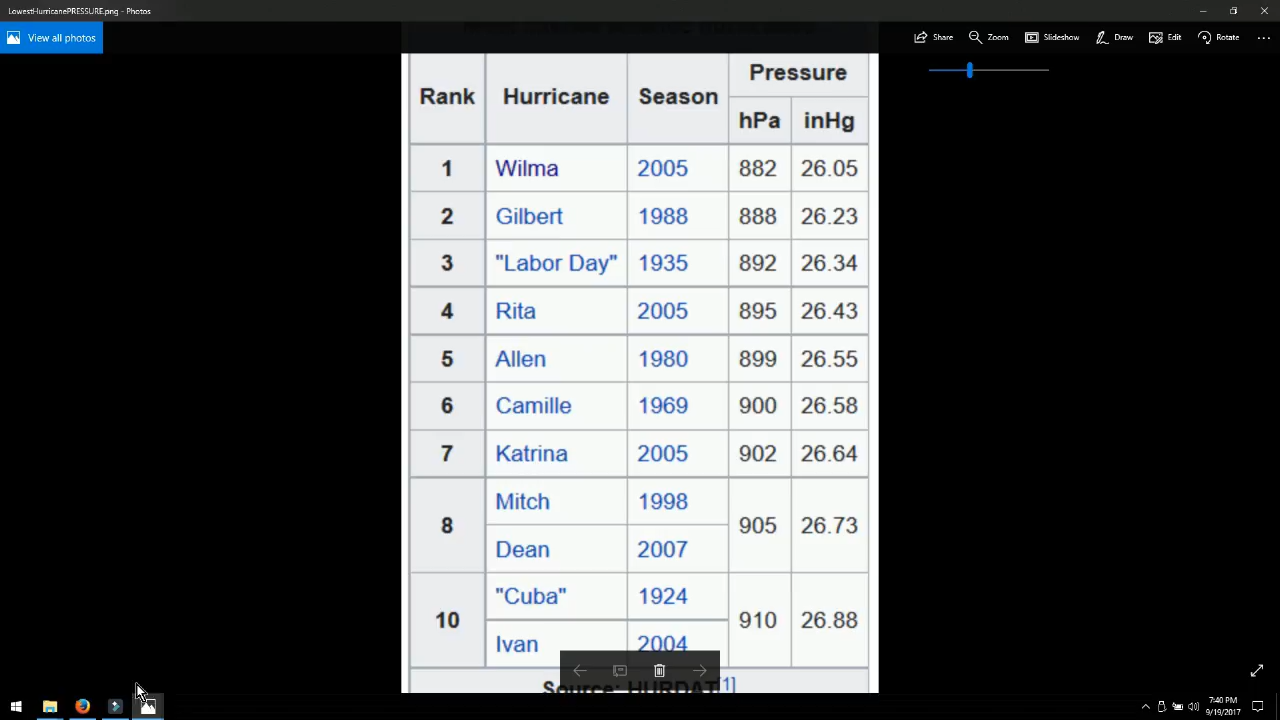 LowestHurricanePRESSURE.png - Photos
View all photos
Share Zoom Slideshow Draw Edit Rotate
Rank Hurricane Season Pressure
hPa inHg
1 Wilma 2005 882 26.05
2 Gilbert 1988 888 26.23
3 "Labor Day" 1935 892 26.34
4 Rita 2005 895 26.43
5 Allen 1980 899 26.55
6 Camille 1969 900 26.58
7 Katrina 2005 902 26.64
8 Mitch 1998 905 26.73
Dean 2007
10 "Cuba" 1924 910 26.88
Ivan 2004
Source: HURDAT[1]
7:40 PM
9/19/2017